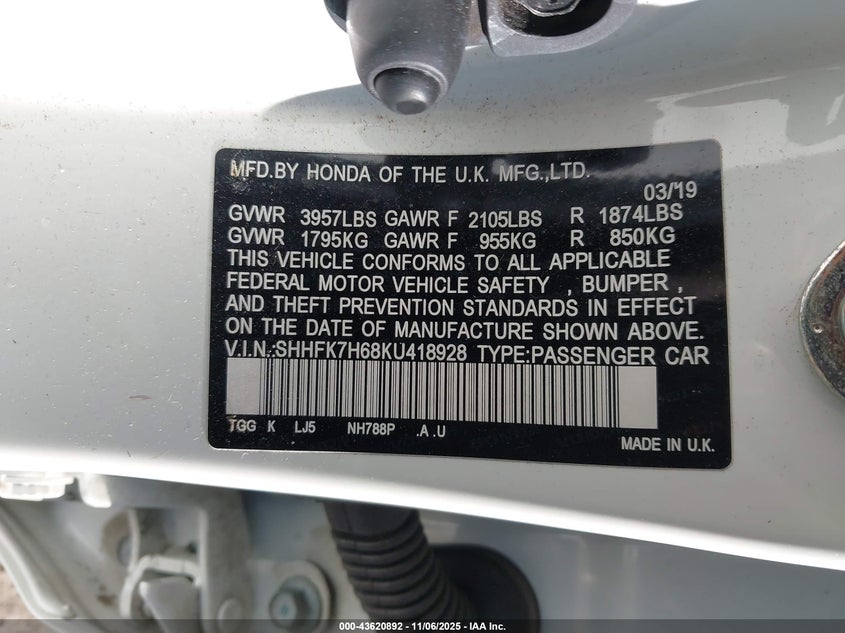 MFD.BY HONDA OF THE U.K. MFG.,LTD.
03/19
GVWR 3957LBS GAWR F 2105LBS R 1874LBS
GVWR 1795KG GAWR F 955KG R 850KG
THIS VEHICLE CONFORMS TO ALL APPLICABLE
FEDERAL MOTOR VEHICLE SAFETY , BUMPER ,
AND THEFT PREVENTION STANDARDS IN EFFECT
ON THE DATE OF MANUFACTURE SHOWN ABOVE.
V.I.N.:SHHFK7H68KU418928 TYPE:PASSENGER CAR
TGG K LJ5 NH788P .A .U
MADE IN U.K.
000-43620892 - 11/06/2025 - IAA Inc.